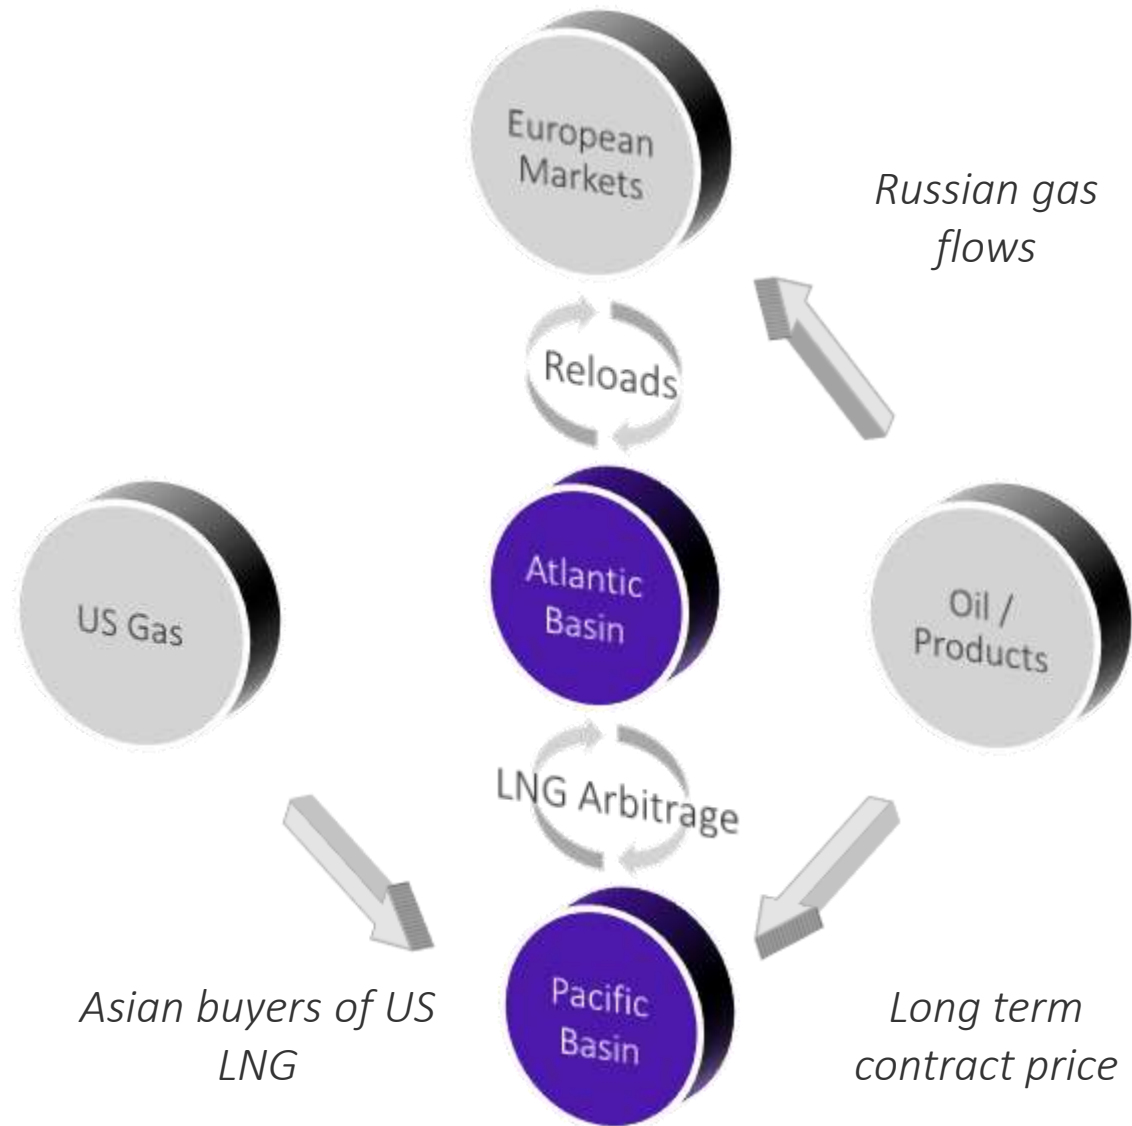 European
Markets
Russian gas
flows
Reloads
US Gas
Atlantic
Basin
Oil /
Products
LNG Arbitrage
Asian buyers of US
LNG
Pacific
Basin
Long term
contract price